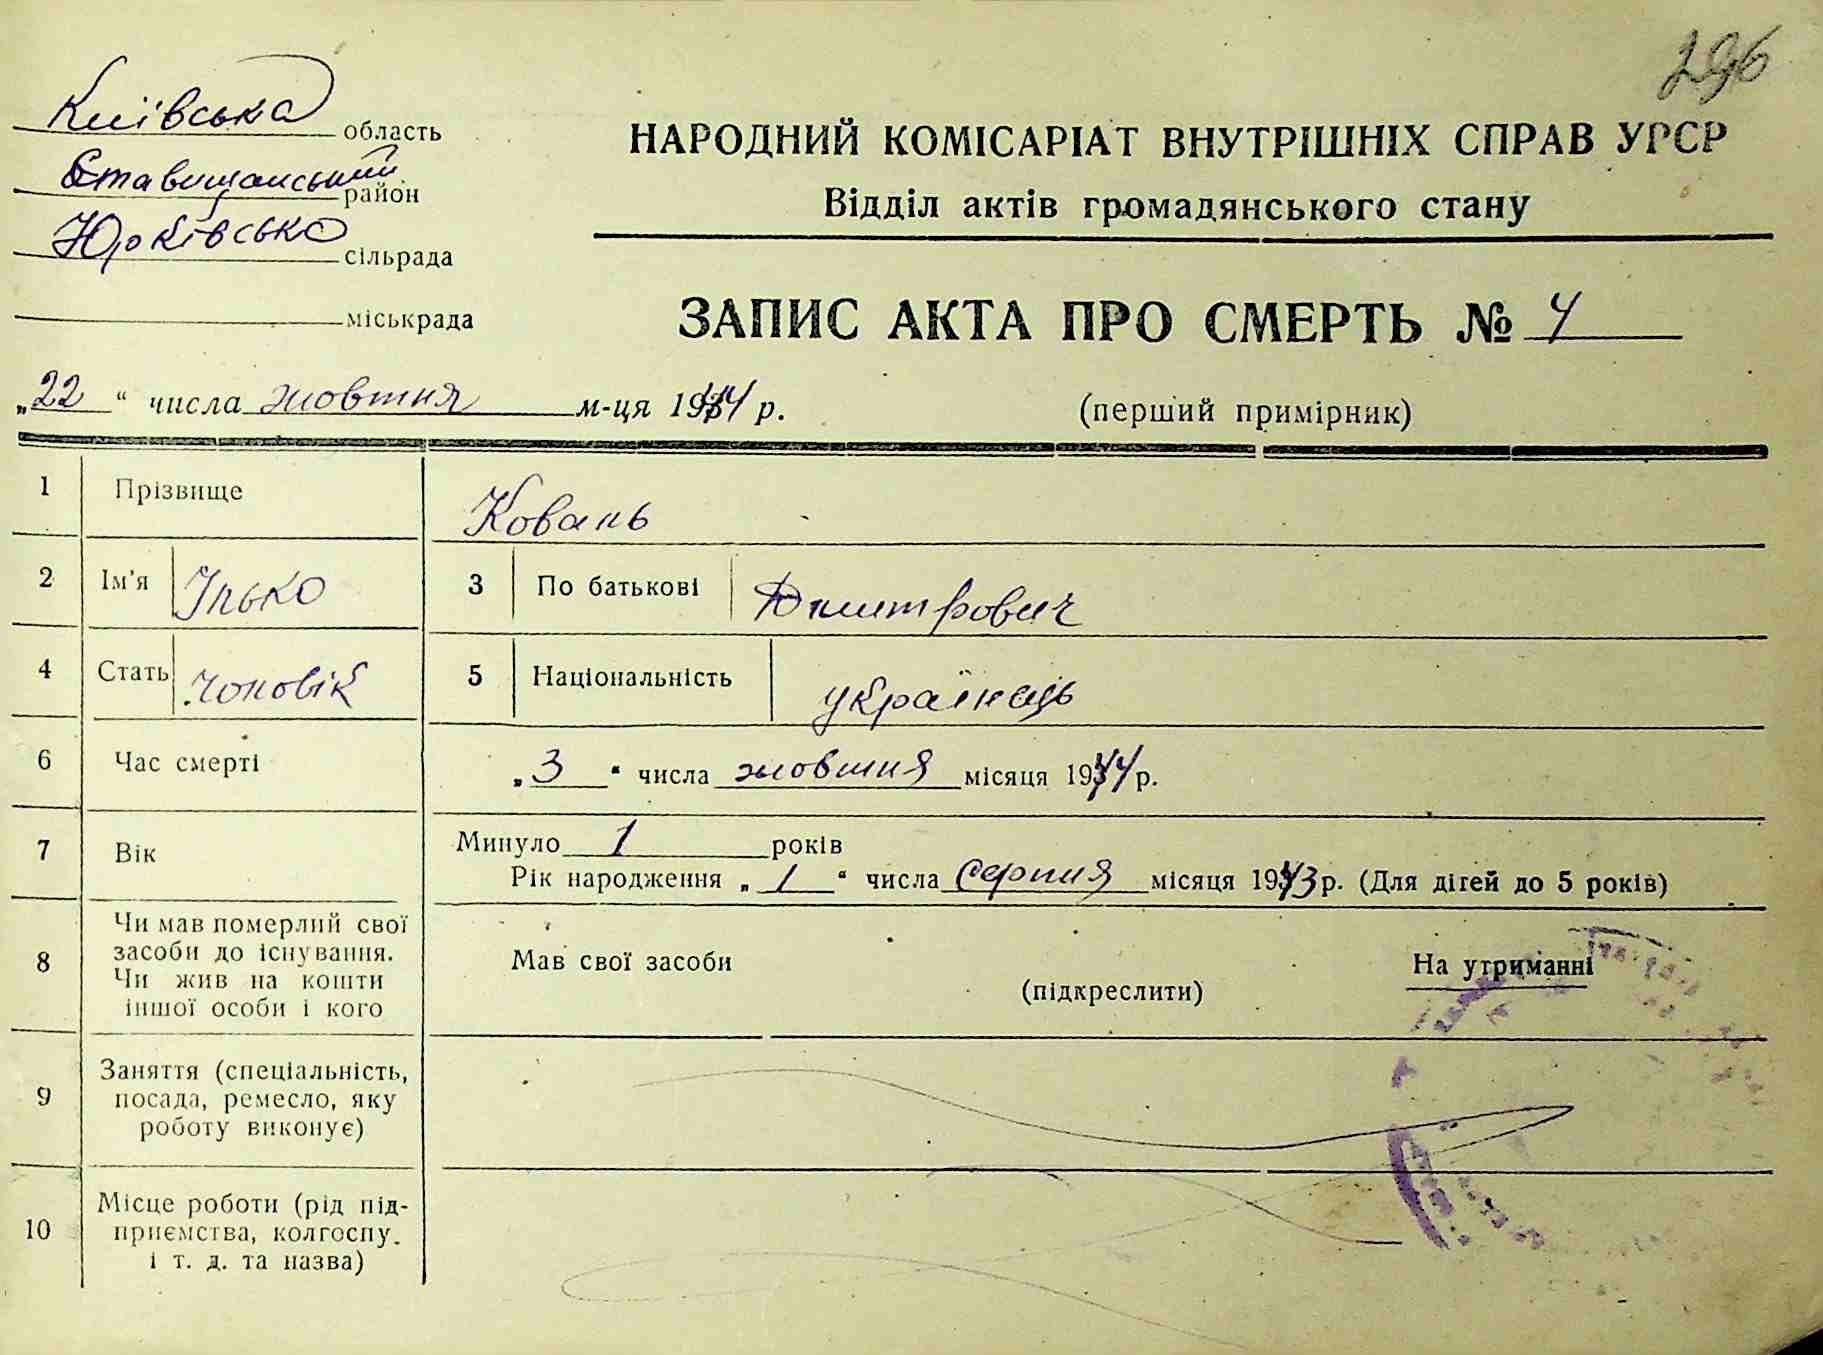 296
Київська область
Ставищанський район
Юрківська сільрада
міськрада
НАРОДНИЙ КОМІСАРІАТ ВНУТРІШНІХ СПРАВ УРСР
Відділ актів громадянського стану
ЗАПИС АКТА ПРО СМЕРТЬ № 4
„22“ числа жовтня м-ця 1944 р.
(перший примірник)
1 Прізвище Коваль
2 Ім'я Ілько 3 По батькові Дмитрович
4 Стать чоловік 5 Національність українець
6 Час смерті „3“ числа жовтня місяця 1944 р.
7 Вік Минуло 1 років
Рік народження „1“ числа серпня місяця 1943 р. (Для дітей до 5 років)
8 Чи мав померлий свої засоби до існування. Чи жив на кошти іншої особи і кого Мав свої засоби (підкреслити) На утриманні
9 Заняття (спеціальність, посада, ремесло, яку роботу виконує)
10 Місце роботи (рід підприємства, колгоспу і т. д. та назва)